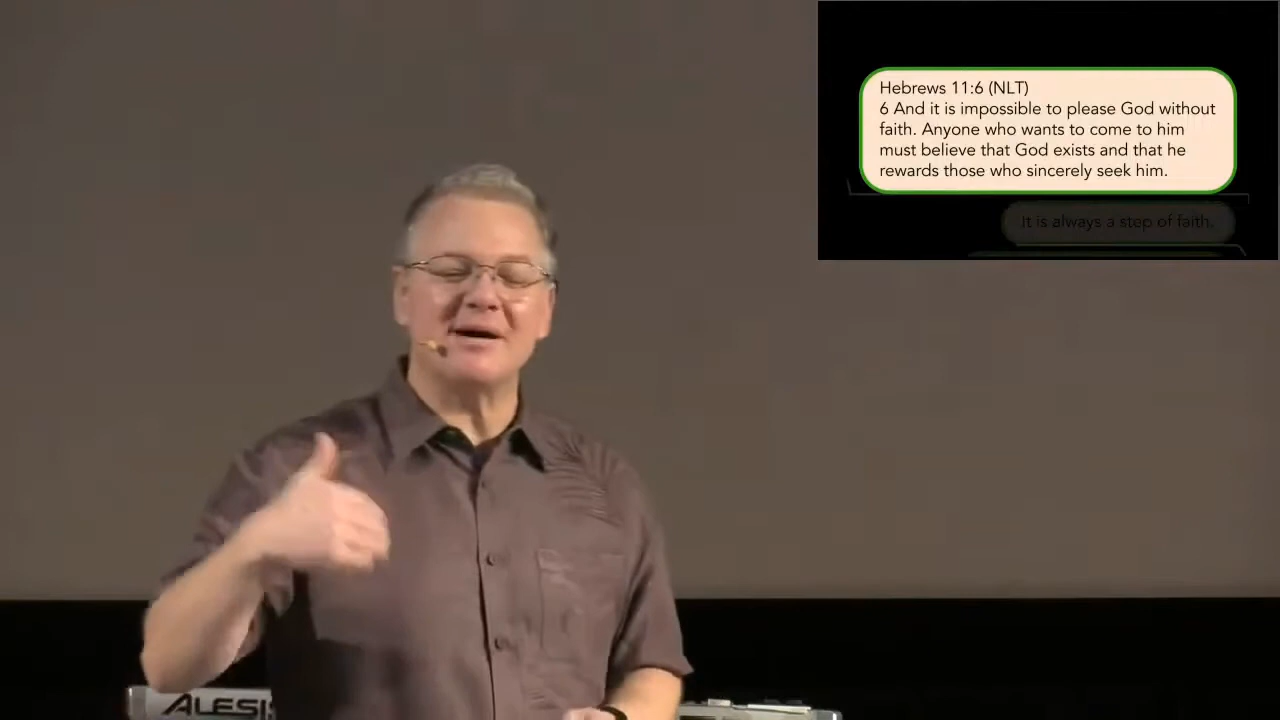 Hebrews 11:6 (NLT)
6 And it is impossible to please God without
faith. Anyone who wants to come to him
must believe that God exists and that he
rewards those who sincerely seek him.
It is always a step of faith.
ALESIS